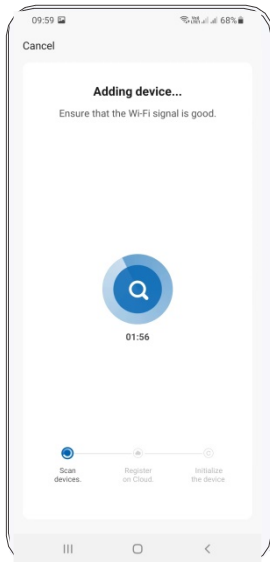 09:59 68%
Cancel
Adding device...
Ensure that the Wi-Fi signal is good.
01:56
Scan
devices.
Register
on Cloud.
Initialize
the device